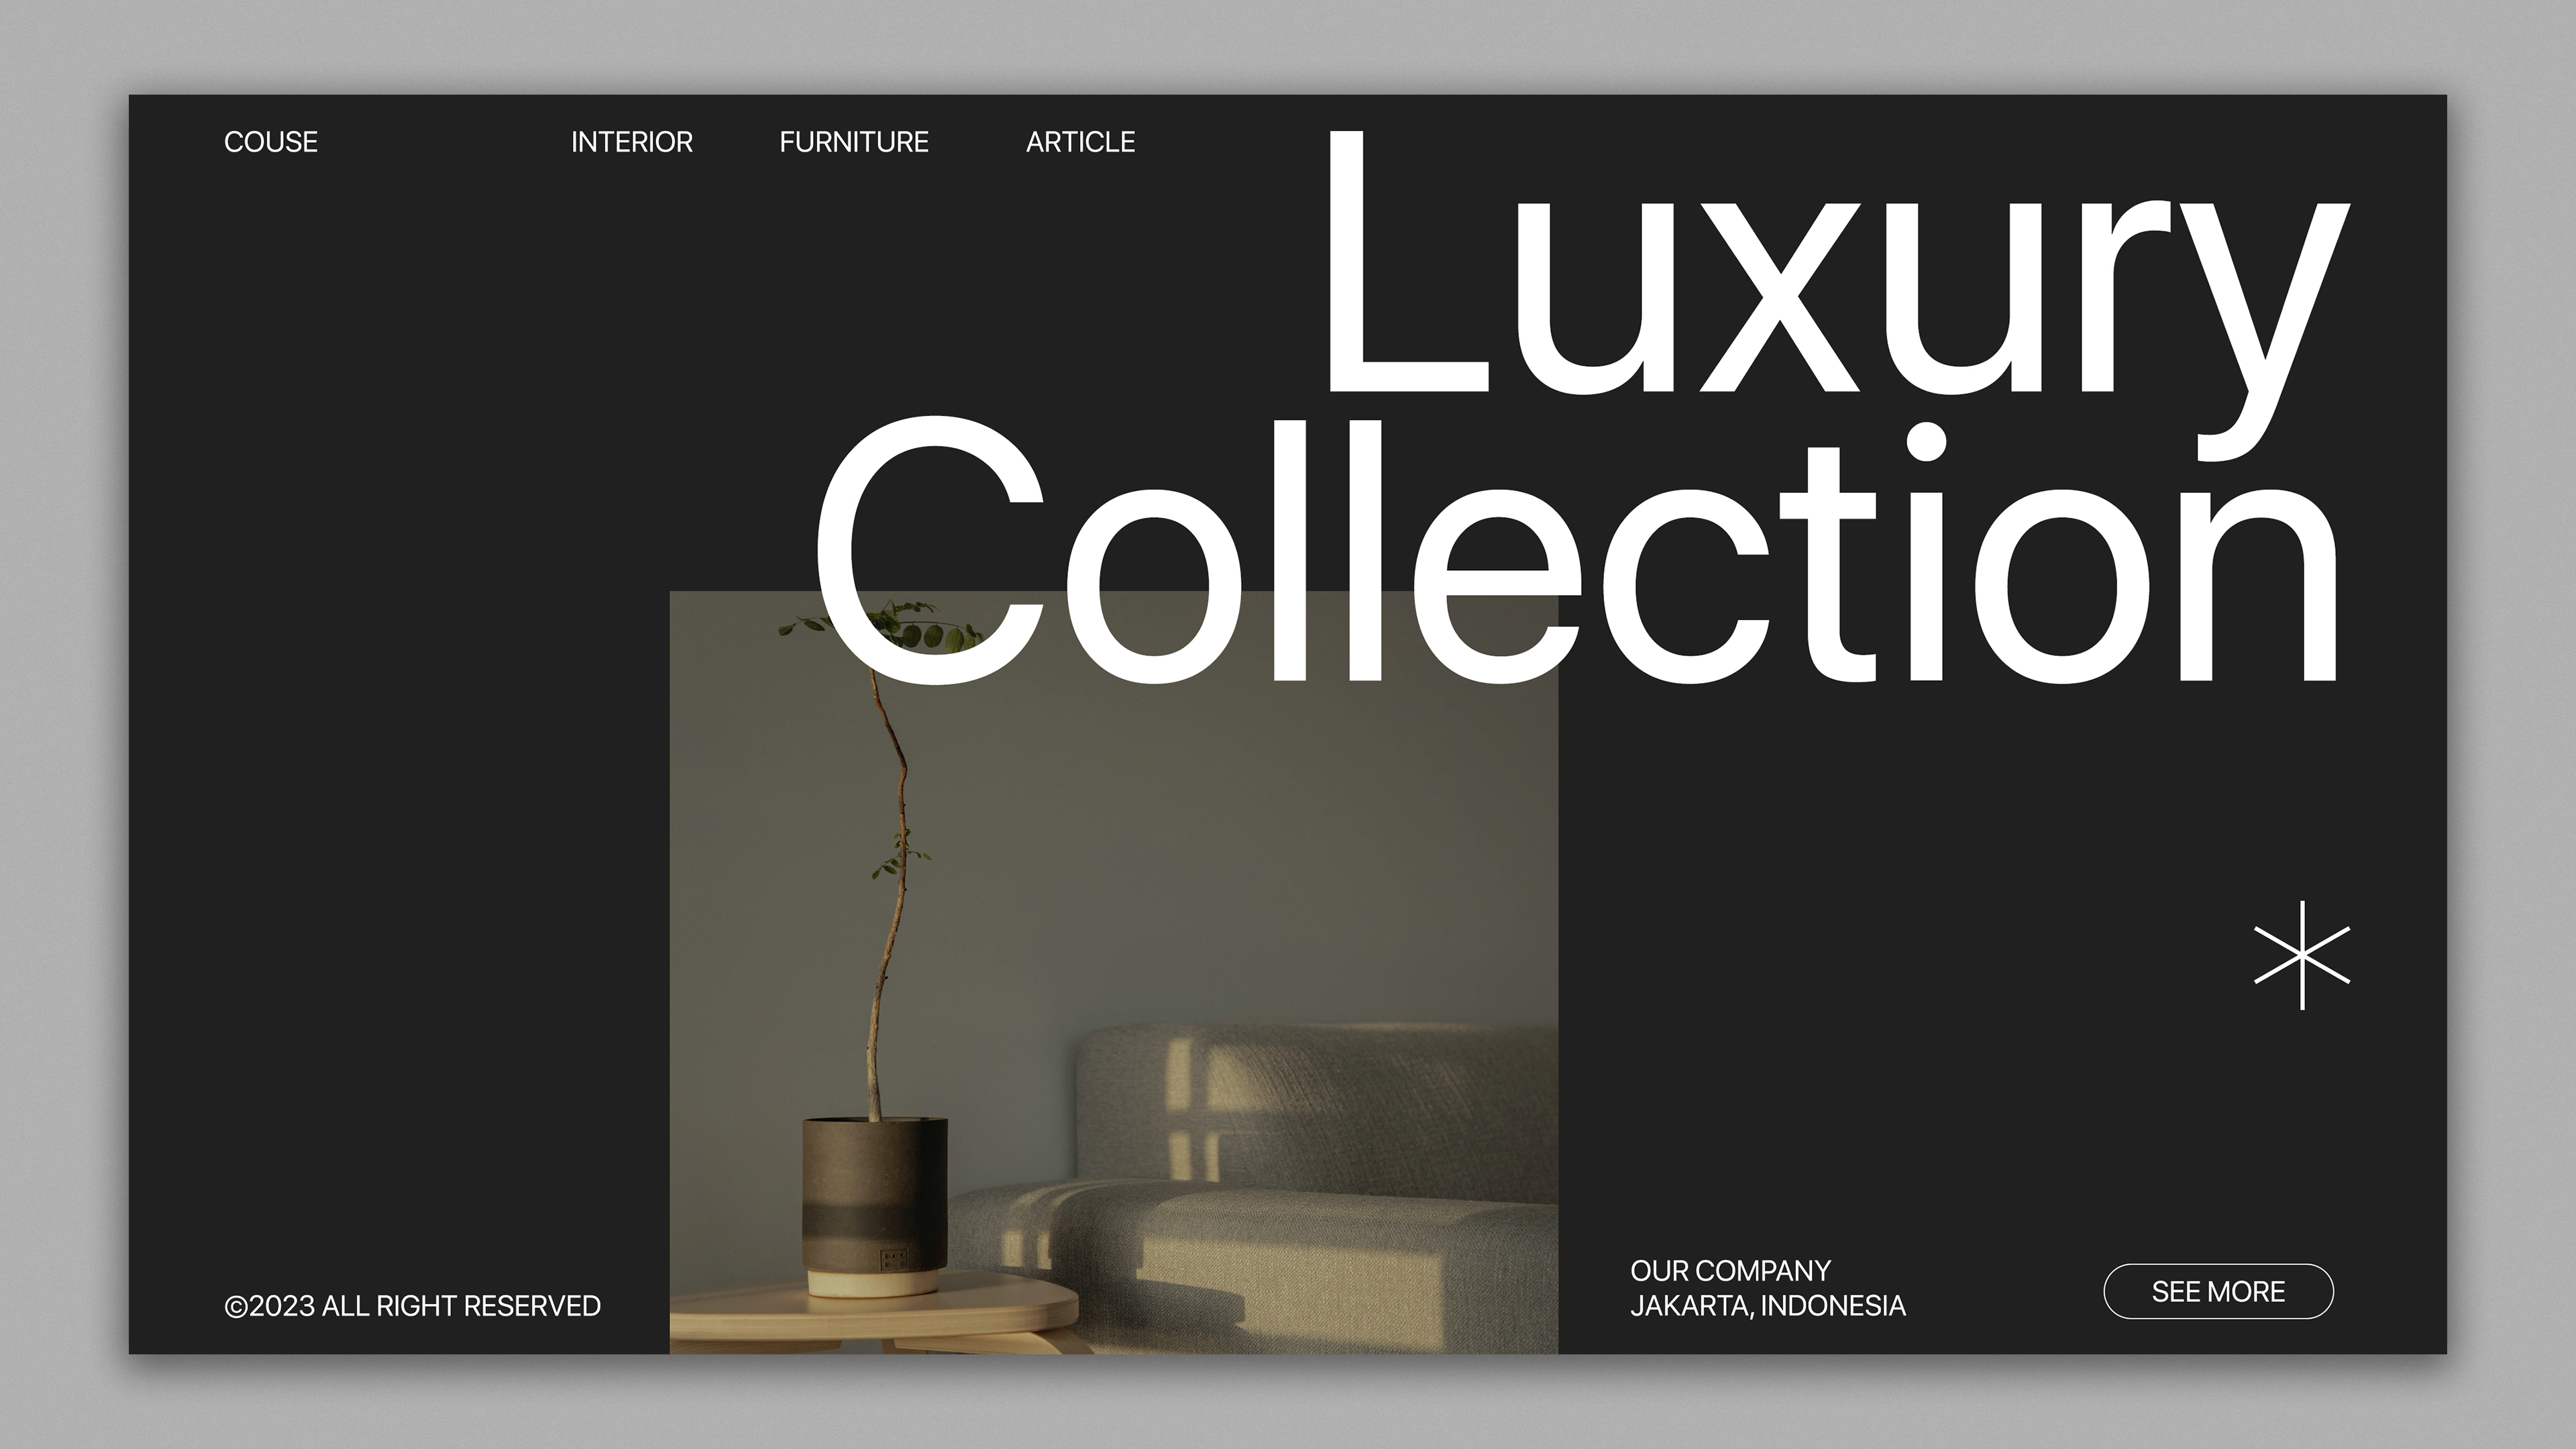 COUSE
INTERIOR
FURNITURE
ARTICLE
Luxury
Collection
©2023 ALL RIGHT RESERVED
OUR COMPANY
JAKARTA, INDONESIA
SEE MORE